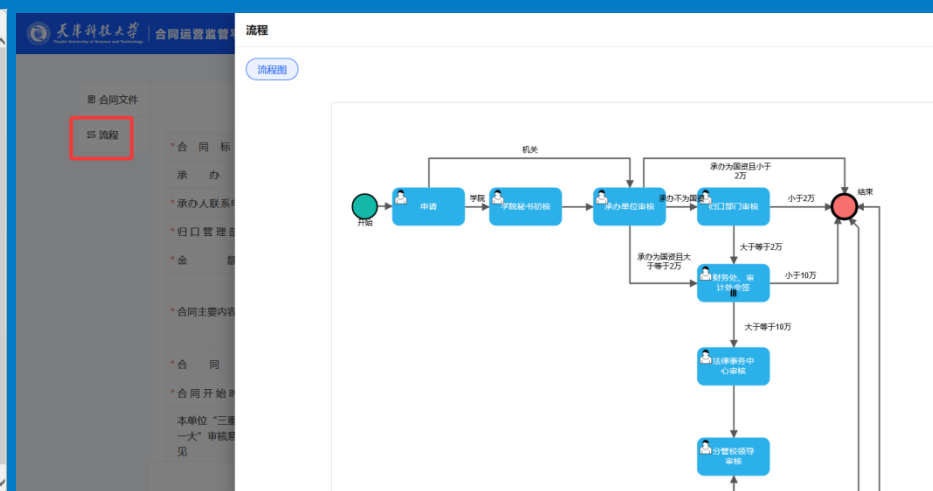 天津科技大学
Tianjin University of Science and Technology
合同运营监管
流程
流程图
合同文件
流程
*合 同 标
承 办
*承办人联系
*归口管理
*金 额
*合同主要内容
*合 同
*合同开始时
本单位“三重
一大”审核意
见
机关
承办为国资且小于
2万
结束
开始
申请
学院
学院秘书初核
承办单位审核
承办不为国资
归口部门审核
小于2万
大于等于2万
承办为国资且大
于等于2万
财务处、审
计处会签
小于10万
大于等于10万
法律事务中
心审核
分管校领导
审核